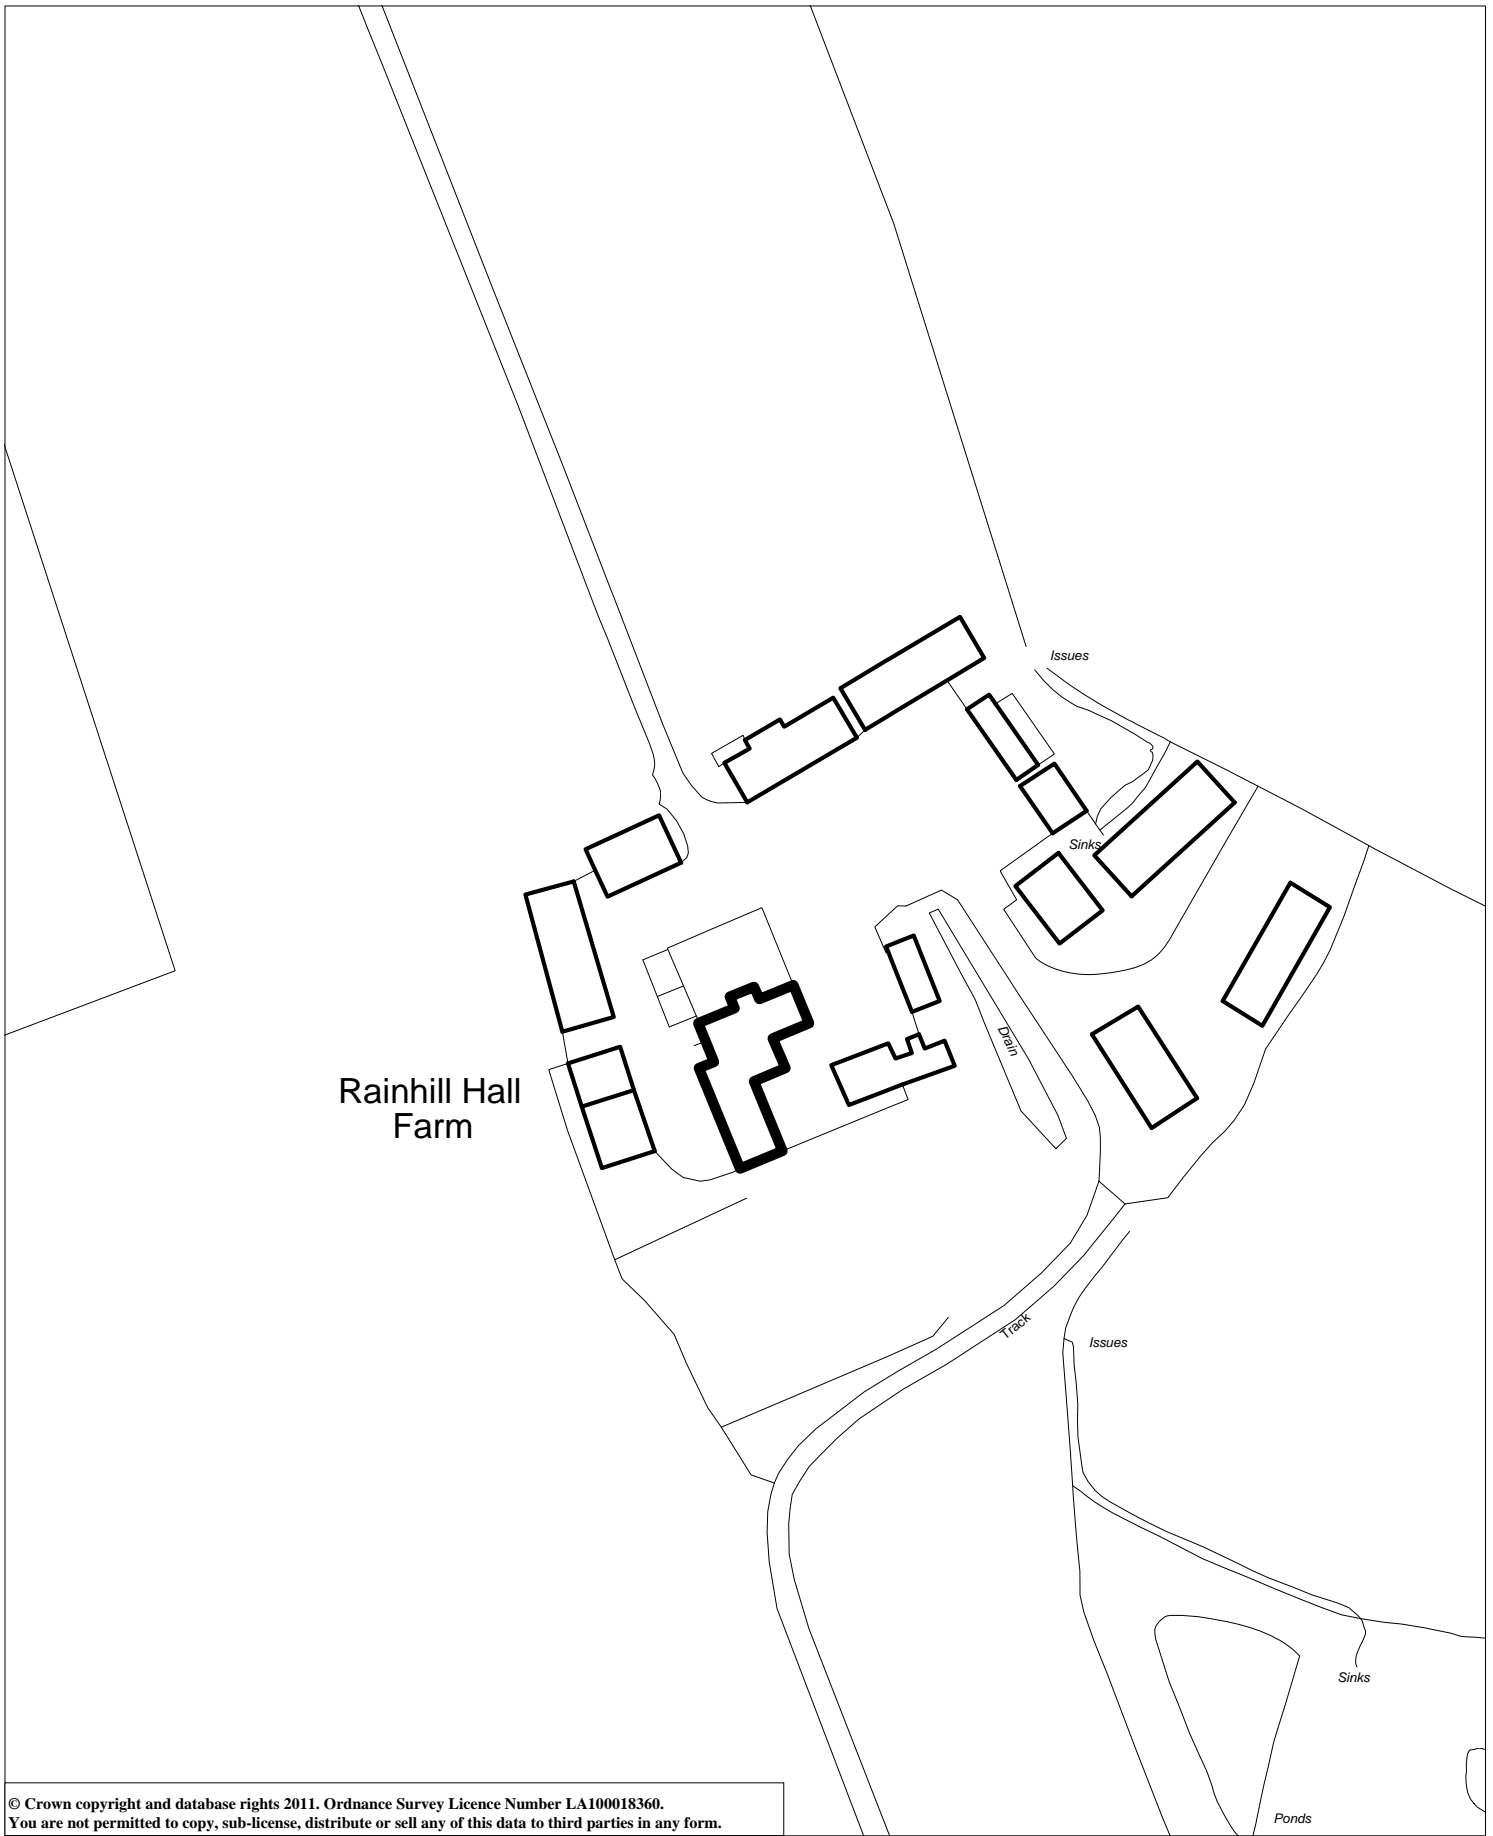 Issues
Sinks
Drain
Rainhill Hall
Farm
Track
Issues
Sinks
Ponds
© Crown copyright and database rights 2011. Ordnance Survey Licence Number LA100018360.
You are not permitted to copy, sub-license, distribute or sell any of this data to third parties in any form.